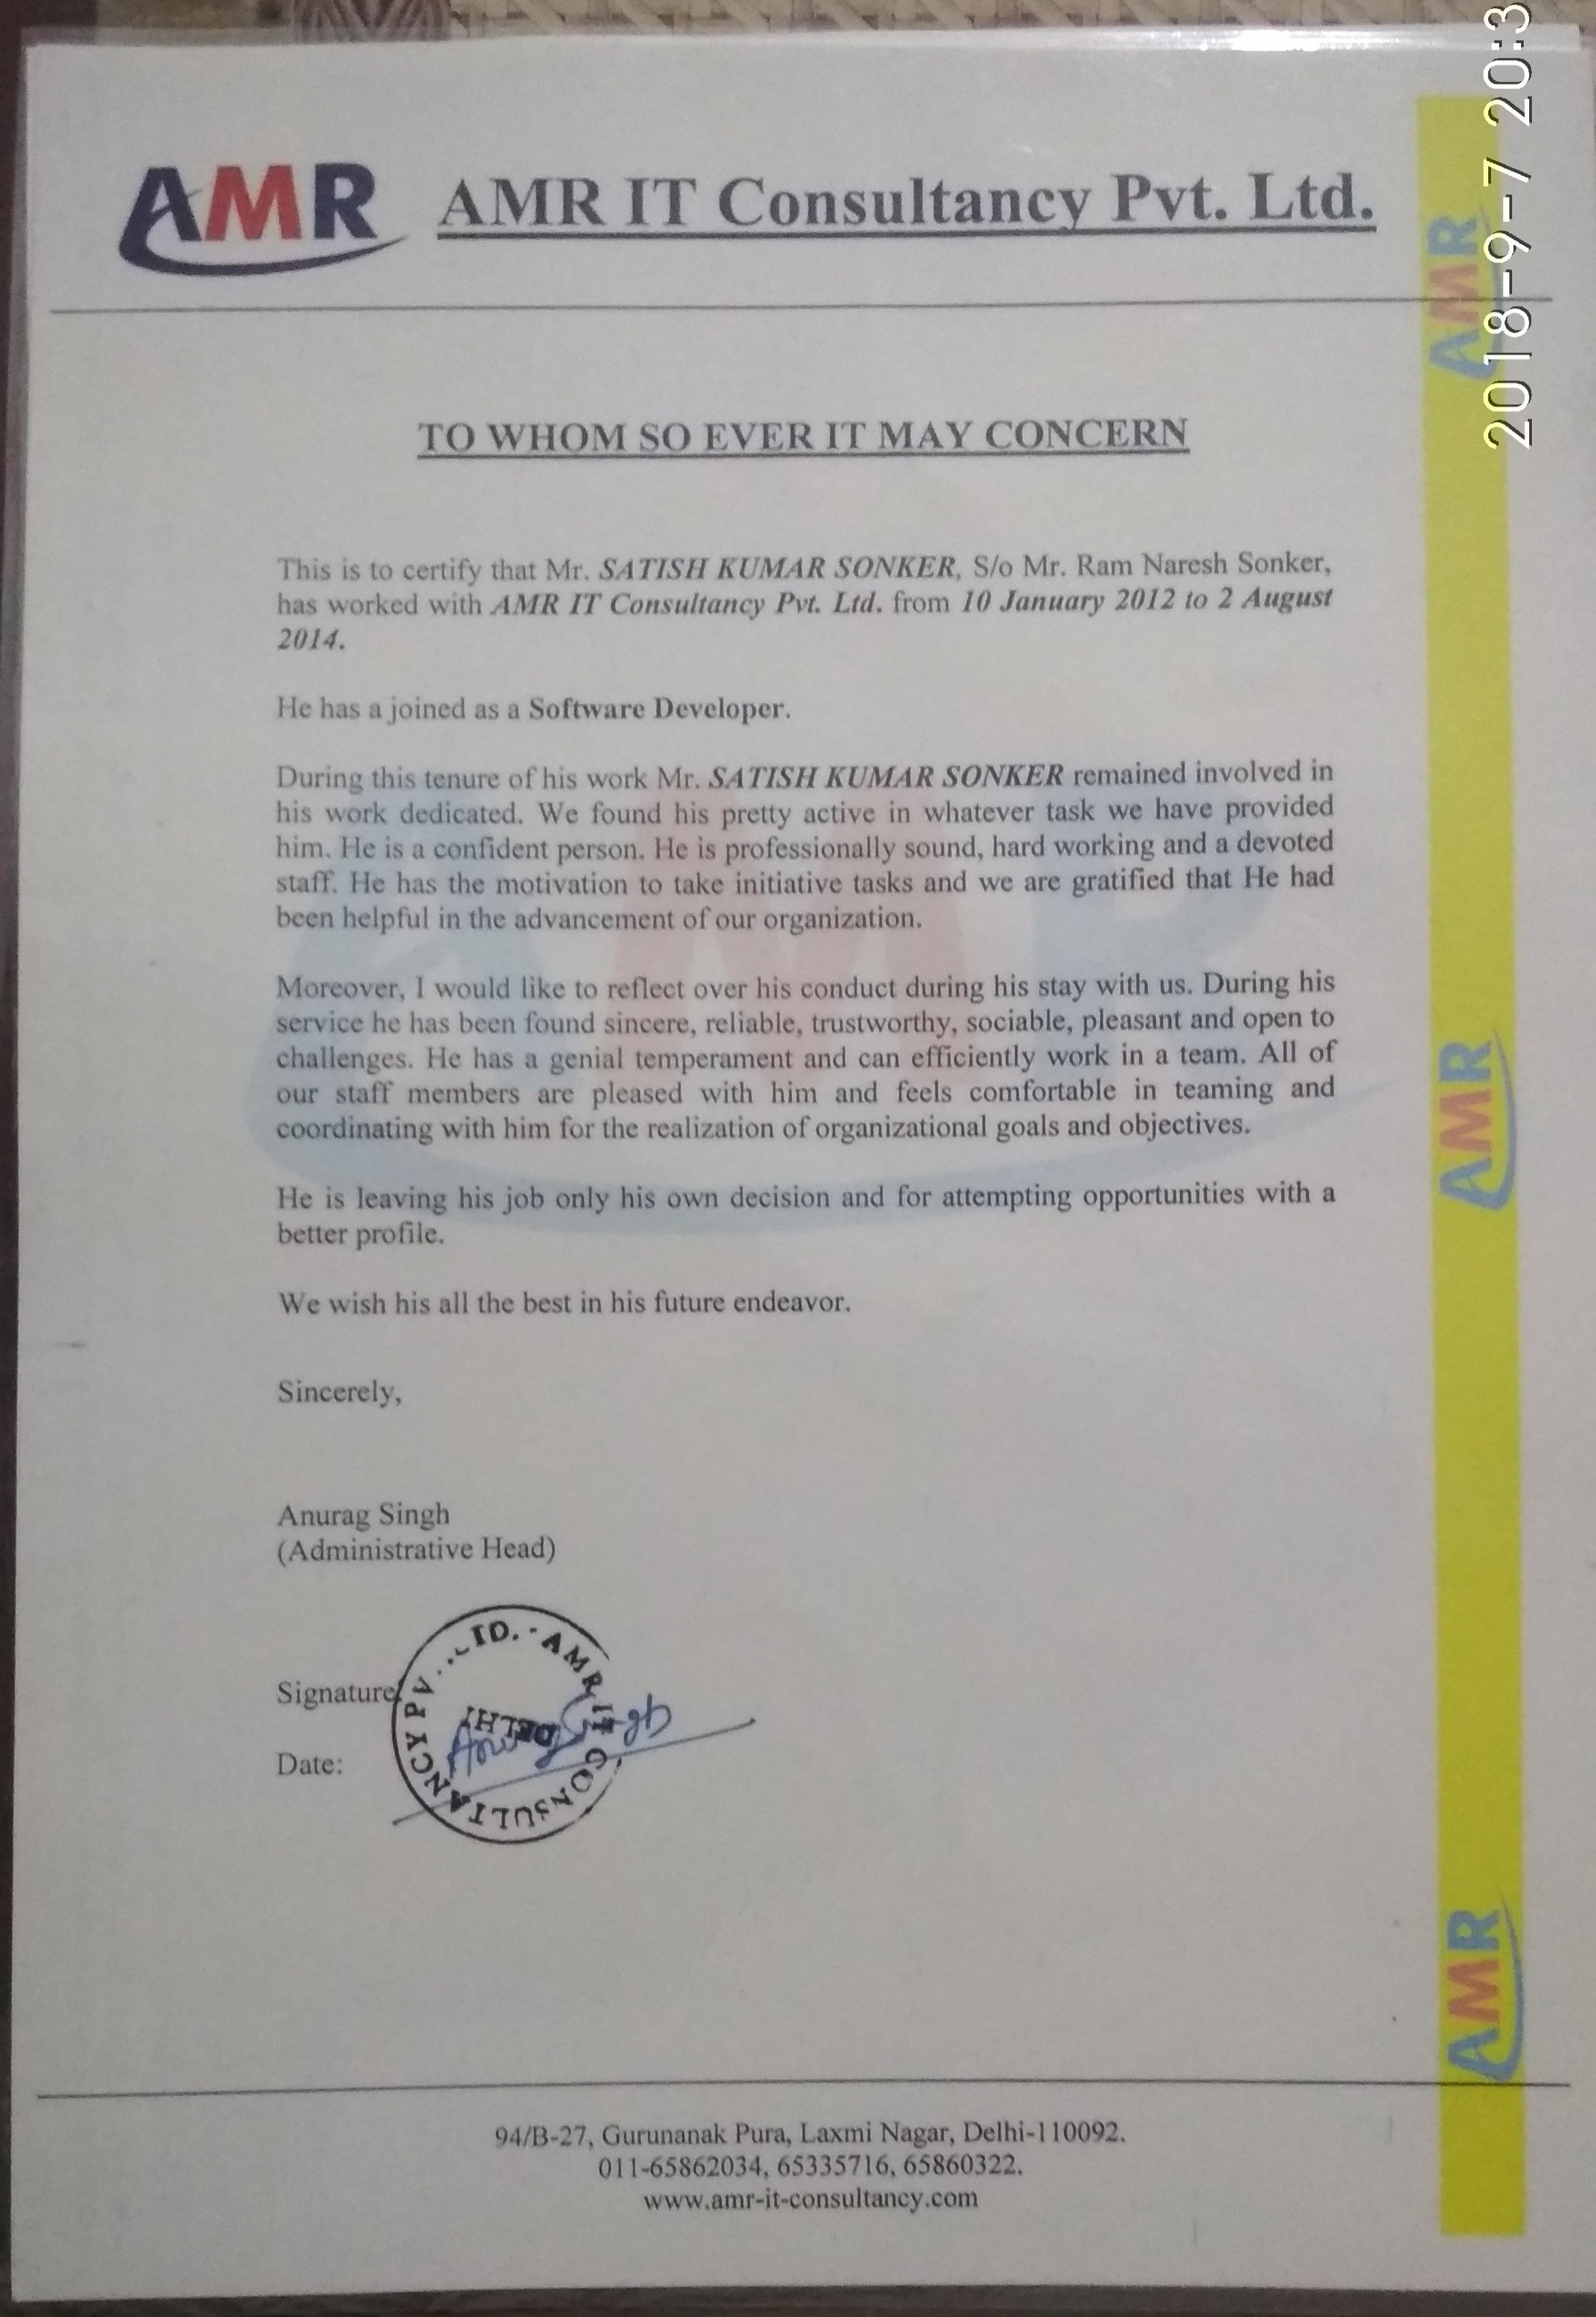 AMR AMR IT Consultancy Pvt. Ltd.
TO WHOM SO EVER IT MAY CONCERN
This is to certify that Mr. SATISH KUMAR SONKER, S/o Mr. Ram Naresh Sonker,
has worked with AMR IT Consultancy Pvt. Ltd. from 10 January 2012 to 2 August
2014.
He has a joined as a Software Developer.
During this tenure of his work Mr. SATISH KUMAR SONKER remained involved in
his work dedicated. We found his pretty active in whatever task we have provided
him. He is a confident person. He is professionally sound, hard working and a devoted
staff. He has the motivation to take initiative tasks and we are gratified that He had
been helpful in the advancement of our organization.
Moreover, I would like to reflect over his conduct during his stay with us. During his
service he has been found sincere, reliable, trustworthy, sociable, pleasant and open to
challenges. He has a genial temperament and can efficiently work in a team. All of
our staff members are pleased with him and feels comfortable in teaming and
coordinating with him for the realization of organizational goals and objectives.
He is leaving his job only his own decision and for attempting opportunities with a
better profile.
We wish his all the best in his future endeavor.
Sincerely,
Anurag Singh
(Administrative Head)
Signature:
AMR IT CONSULTANCY
DELHI
Date:
94/B-27, Gurunanak Pura, Laxmi Nagar, Delhi-110092.
011-65862034, 65335716, 65860322.
www.amr-it-consultancy.com
AMR
AMR
AMR
AMR
2018-9-7 20:3